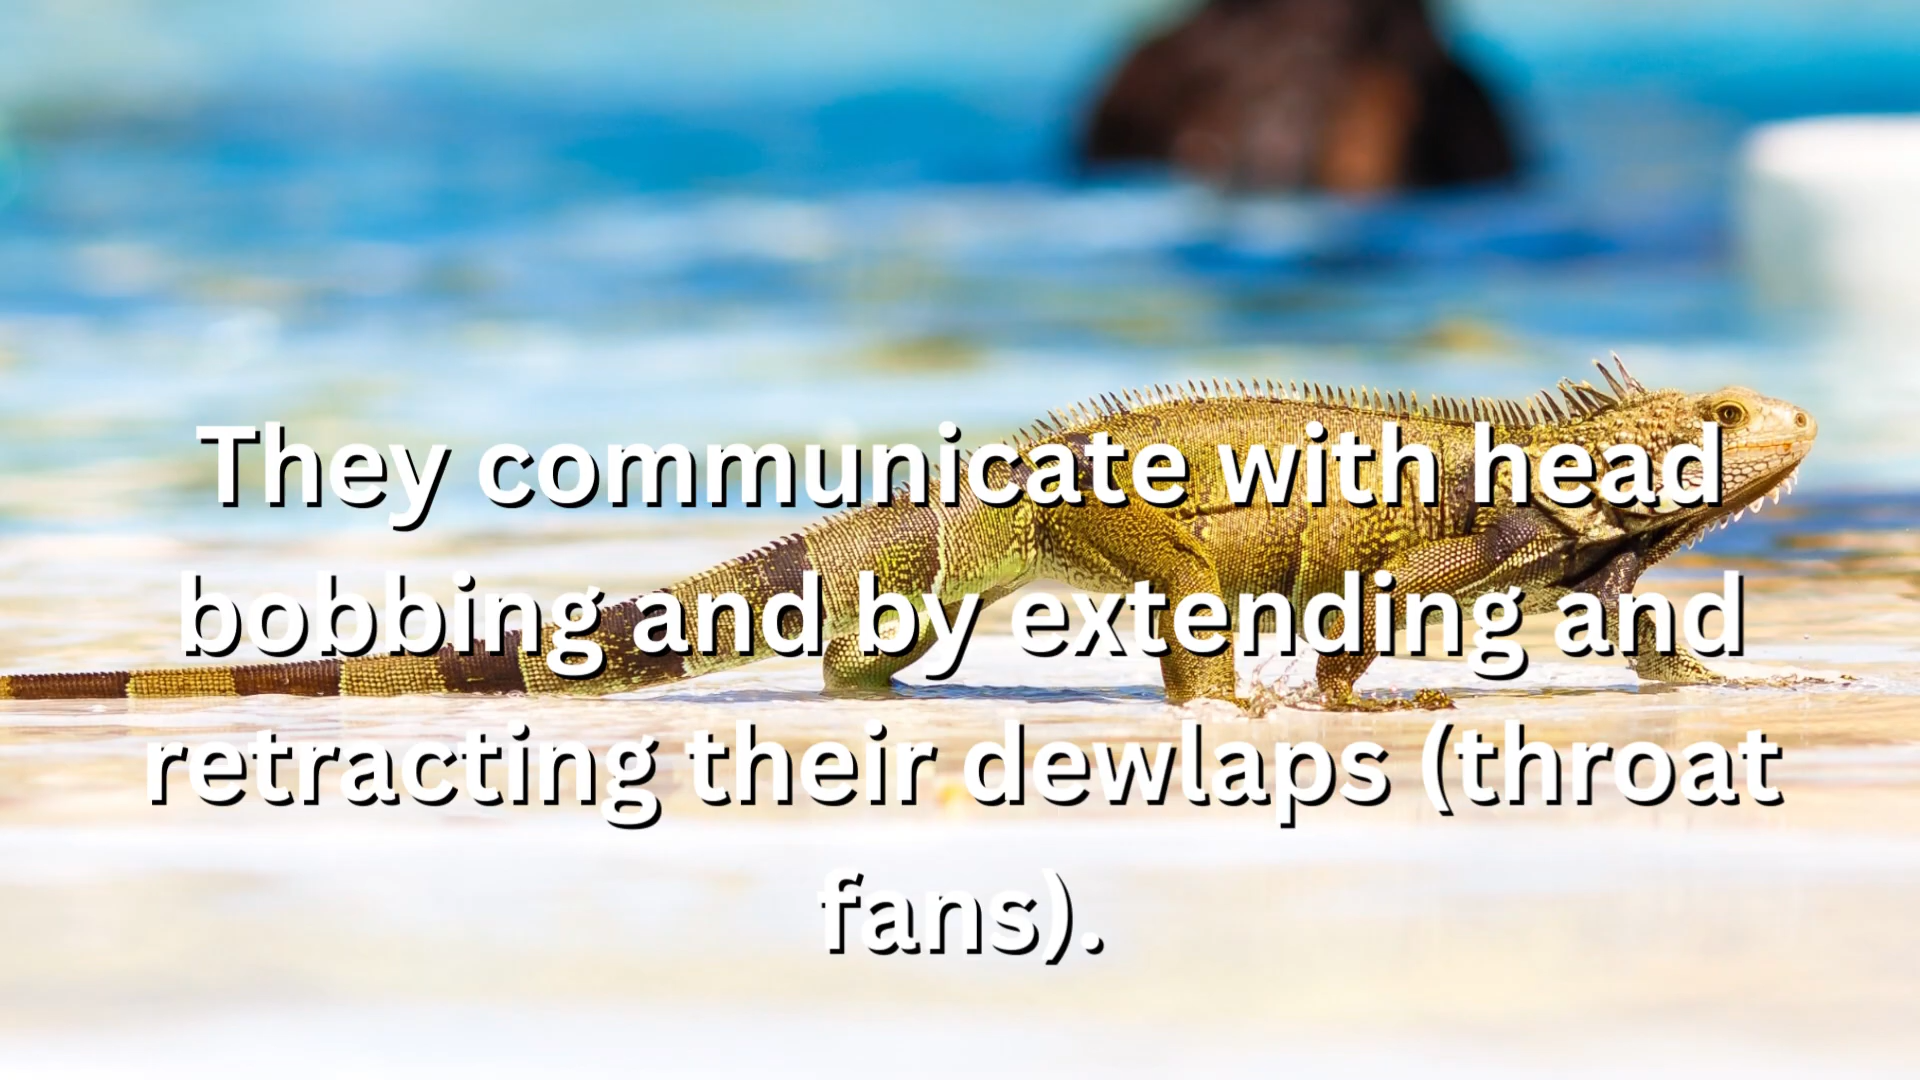 They communicate with head
bobbing and by extending and
retracting their dewlaps (throat
fans).